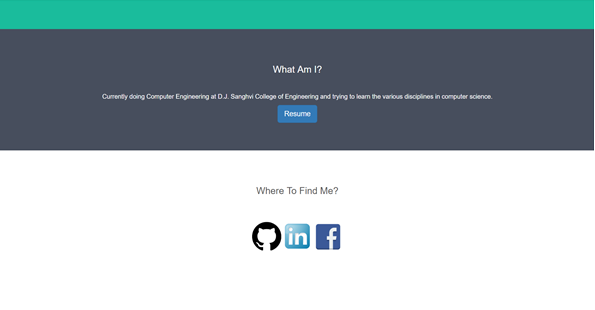 What Am I?
Currently doing Computer Engineering at D.J. Sanghvi College of Engineering and trying to learn the various disciplines in computer science.
Resume
Where To Find Me?
in
f